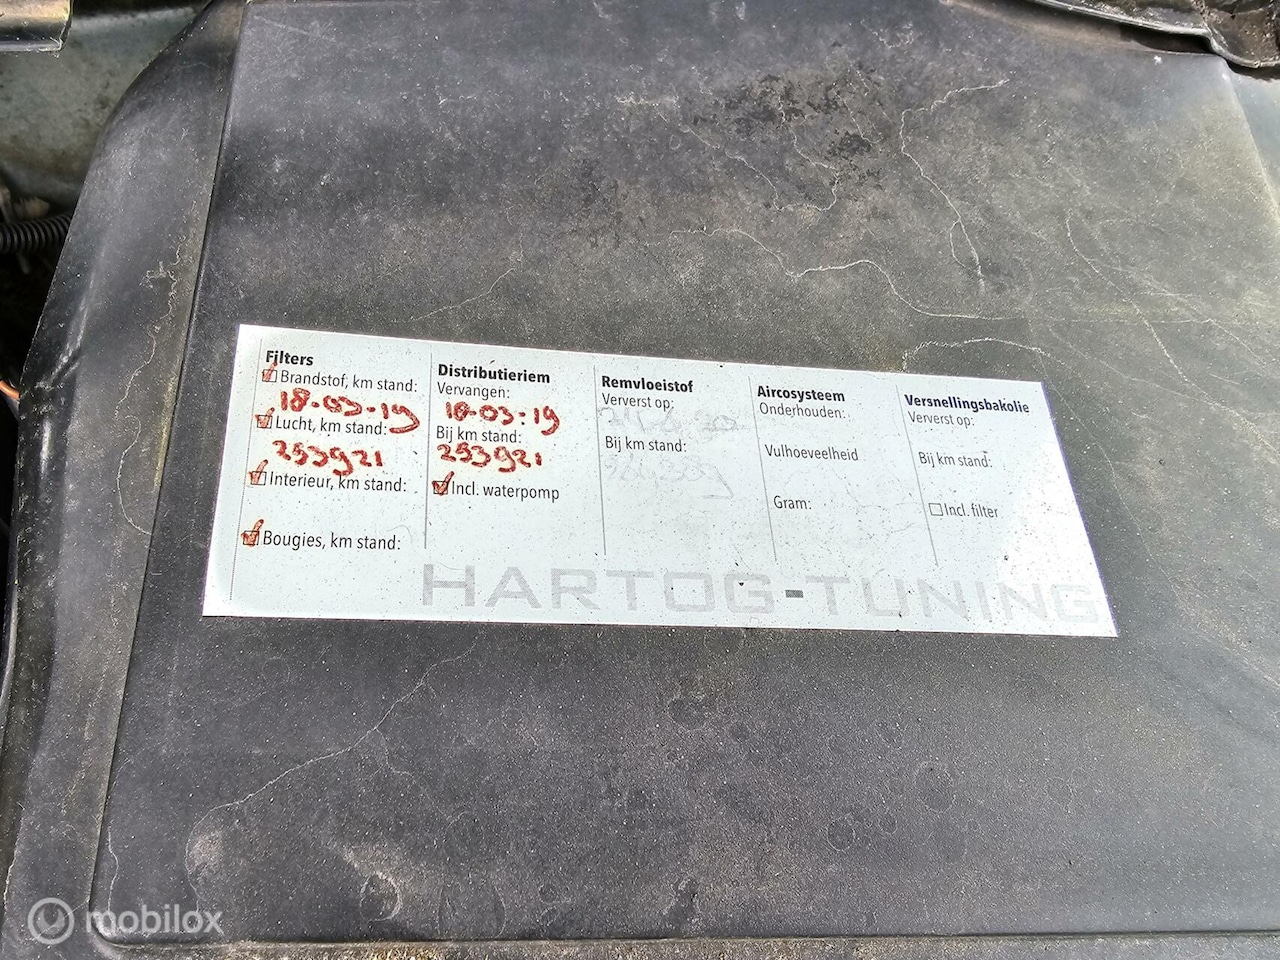 Filters
Brandstof, km stand:
18-03-19
Lucht, km stand:
253921
Interieur, km stand:
Bougies, km stand:
Distributieriem
Vervangen:
18-03-19
Bij km stand:
253921
Incl. waterpomp
Remvloeistof
Ververst op:
Bij km stand:
Aircosysteem
Onderhouden:
Vulhoeveelheid
Gram:
Versnellingsbakolie
Ververst op:
Bij km stand:
Incl. filter
HARTOG-TUNING
mobilox